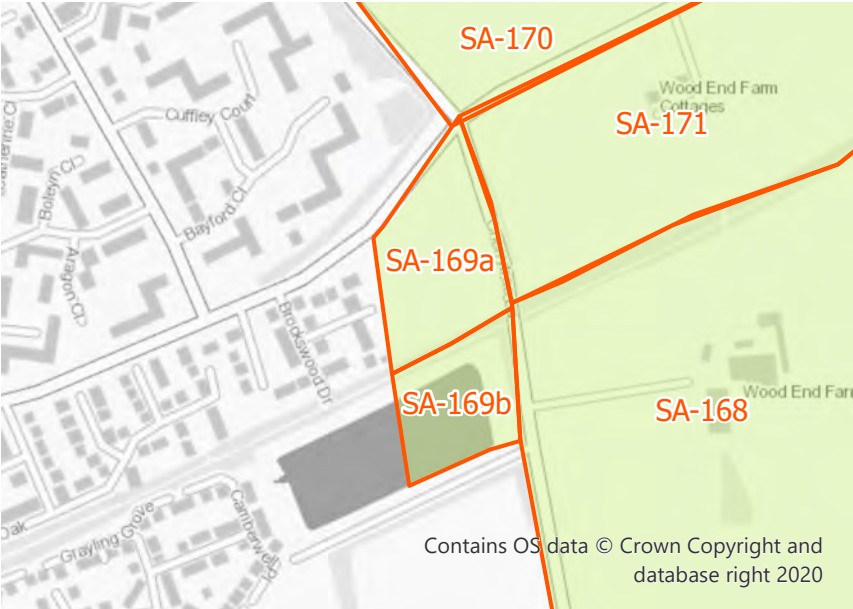 SA-170
Wood End Farm
Cottages
SA-171
Cuffley Court
Boleyn Cl
Bayford Cl
Aragon Cl
SA-169a
Brookswood Dr
SA-169b
Wood End Farm
SA-168
Oak
Grayling Grove
Contains OS data © Crown Copyright and
database right 2020